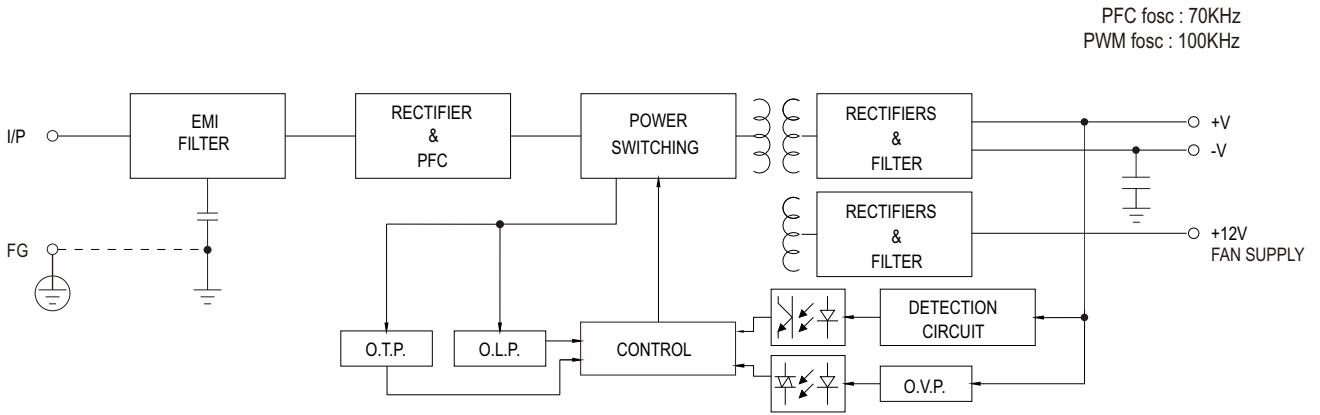 PFC fosc : 70KHz
PWM fosc : 100KHz
I/P
EMI
FILTER
RECTIFIER
&
PFC
POWER
SWITCHING
RECTIFIERS
&
FILTER
+V
-V
FG
RECTIFIERS
&
FILTER
+12V
FAN SUPPLY
O.T.P.
O.L.P.
CONTROL
DETECTION
CIRCUIT
O.V.P.